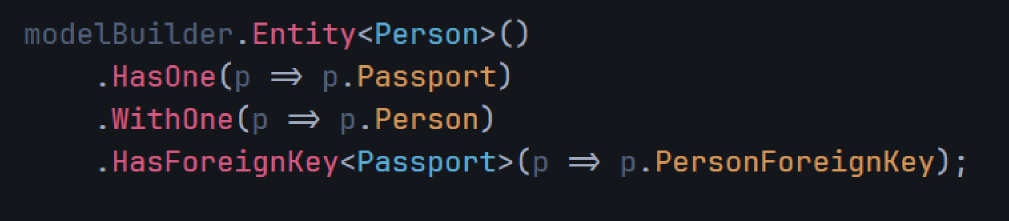 modelBuilder.Entity<Person>()
    .HasOne(p => p.Passport)
    .WithOne(p => p.Person)
    .HasForeignKey<Passport>(p => p.PersonForeignKey);